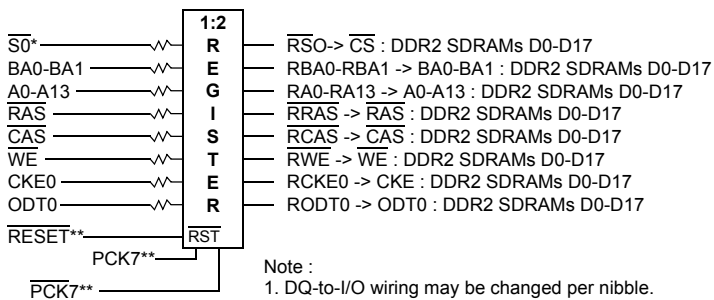 1:2
S0* R RSO-> CS : DDR2 SDRAMs D0-D17
BA0-BA1 E RBA0-RBA1 -> BA0-BA1 : DDR2 SDRAMs D0-D17
A0-A13 G RA0-RA13 -> A0-A13 : DDR2 SDRAMs D0-D17
RAS I RRAS -> RAS : DDR2 SDRAMs D0-D17
CAS S RCAS -> CAS : DDR2 SDRAMs D0-D17
WE T RWE -> WE : DDR2 SDRAMs D0-D17
CKE0 E RCKE0 -> CKE : DDR2 SDRAMs D0-D17
ODT0 R RODT0 -> ODT0 : DDR2 SDRAMs D0-D17
RESET** RST
PCK7**
PCK7**
Note :
1. DQ-to-I/O wiring may be changed per nibble.